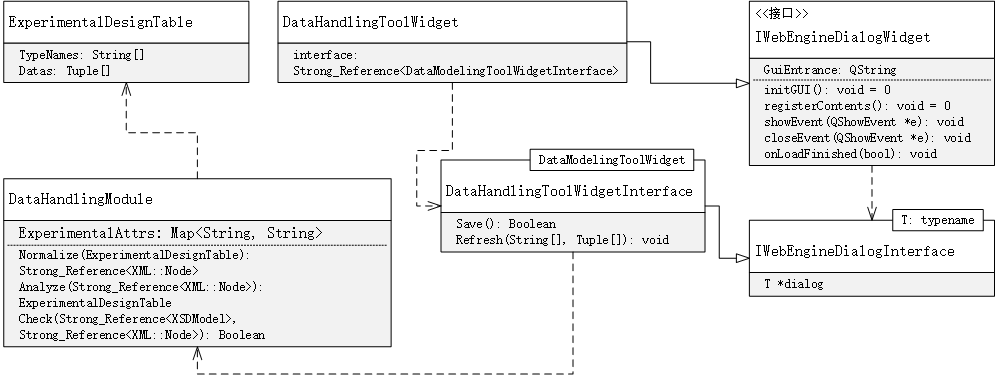 ExperimentalDesignTable
TypeNames: String[]
Datas: Tuple[]
DataHandlingToolWidget
interface:
Strong_Reference<DataModelingToolWidgetInterface>
<<接口>>
IWebEngineDialogWidget
GuiEntrance: QString
initGUI(): void = 0
registerContents(): void = 0
showEvent(QShowEvent *e): void
closeEvent(QShowEvent *e): void
onLoadFinished(bool): void
DataHandlingModule
ExperimentalAttrs: Map<String, String>
Normalize(ExperimentalDesignTable):
Strong_Reference<XML::Node>
Analyze(Strong_Reference<XML::Node>):
ExperimentalDesignTable
Check(Strong_Reference<XSDModel>,
Strong_Reference<XML::Node>): Boolean
DataModelingToolWidget
DataHandlingToolWidgetInterface
Save(): Boolean
Refresh(String[], Tuple[]): void
T: typename
IWebEngineDialogInterface
T *dialog